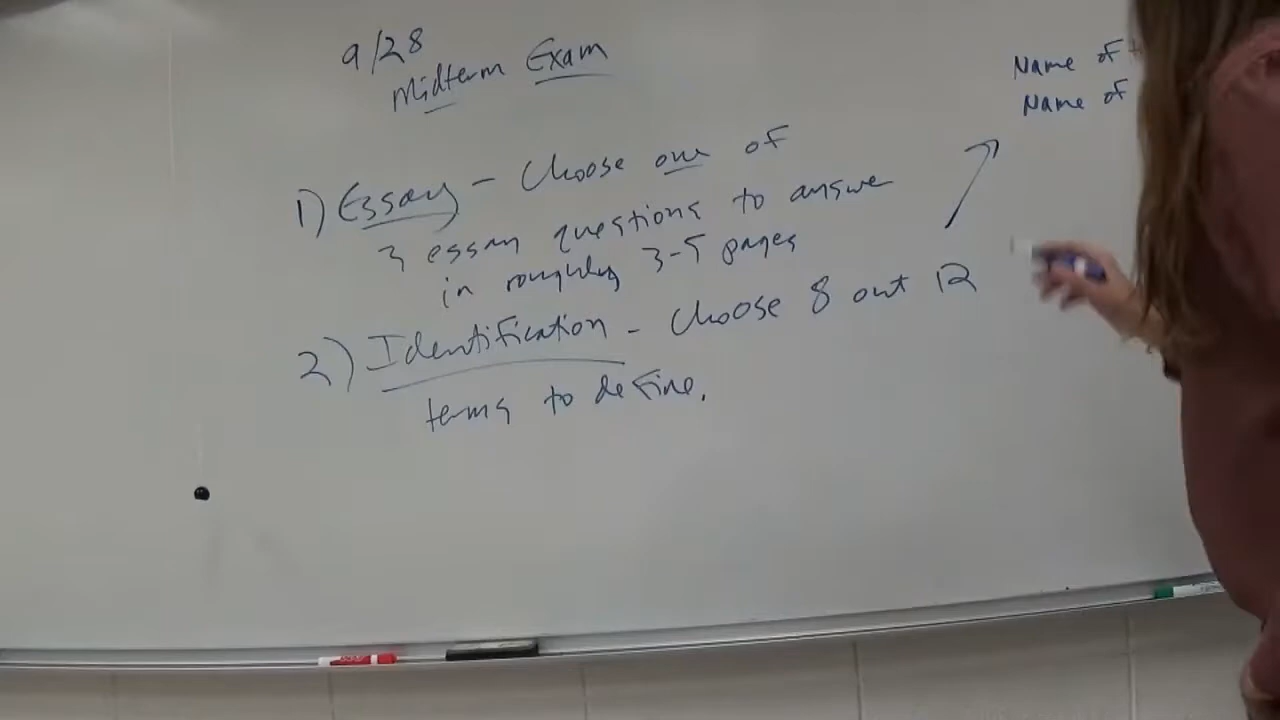 9/28
Midterm Exam
1) Essay - Choose one of
3 essay questions to answer
in roughly 3-5 pages
2) Identification - Choose 8 out 12
terms to define.
Name of
Name of